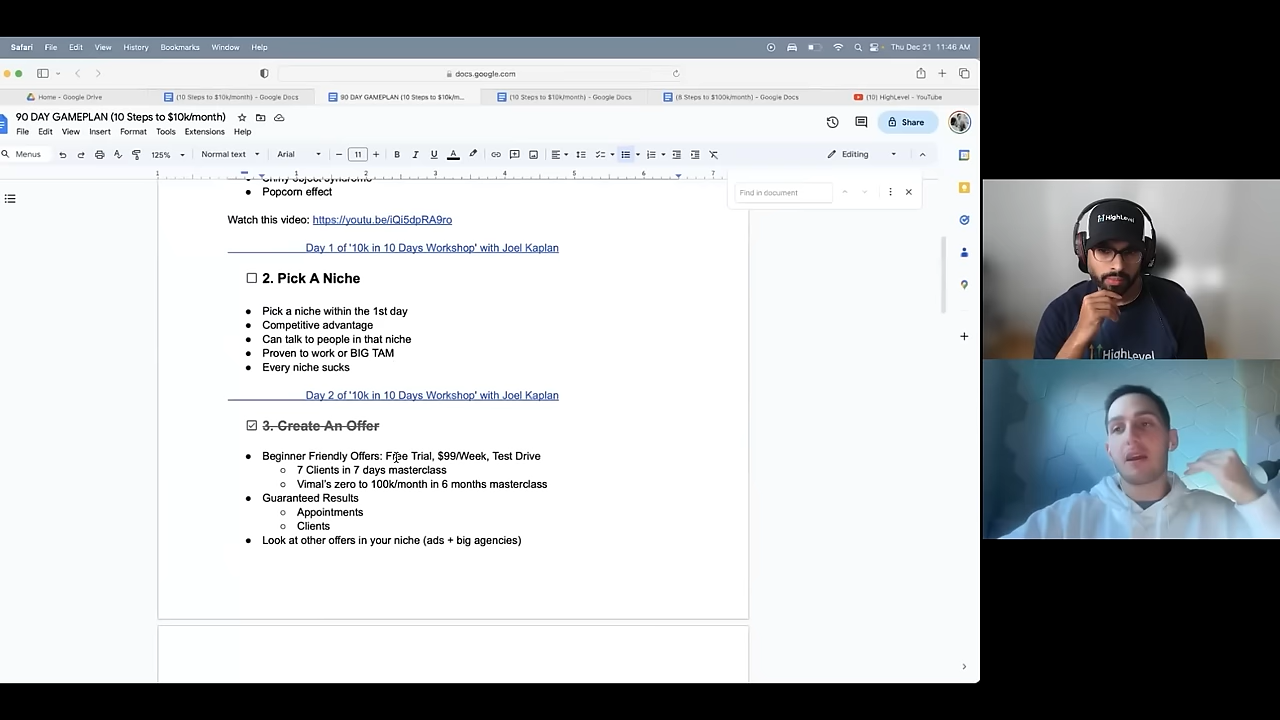 Safari File Edit View History Bookmarks Window Help Thu Dec 21 11:46 AM
docs.google.com
Home - Google Drive
(10 Steps to $10k/month) - Google Docs
90 DAY GAMEPLAN (10 Steps to $10k/m...
(10 Steps to $10k/month) - Google Docs
(8 Steps to $100k/month) - Google Docs
(10) HighLevel - YouTube
90 DAY GAMEPLAN (10 Steps to $10k/month)
File Edit View Insert Format Tools Extensions Help
Share
Menus 125% Normal text Arial 11 B I U A Editing
1 1 2 3 4 5 6 7
Find in document
Popcorn effect
Watch this video: https://youtu.be/iQi5dpRA9ro
Day 1 of '10k in 10 Days Workshop' with Joel Kaplan
2. Pick A Niche
Pick a niche within the 1st day
Competitive advantage
Can talk to people in that niche
Proven to work or BIG TAM
Every niche sucks
Day 2 of '10k in 10 Days Workshop' with Joel Kaplan
3. Create An Offer
Beginner Friendly Offers: Free Trial, $99/Week, Test Drive
7 Clients in 7 days masterclass
Vimal's zero to 100k/month in 6 months masterclass
Guaranteed Results
Appointments
Clients
Look at other offers in your niche (ads + big agencies)
HighLevel
HighLevel